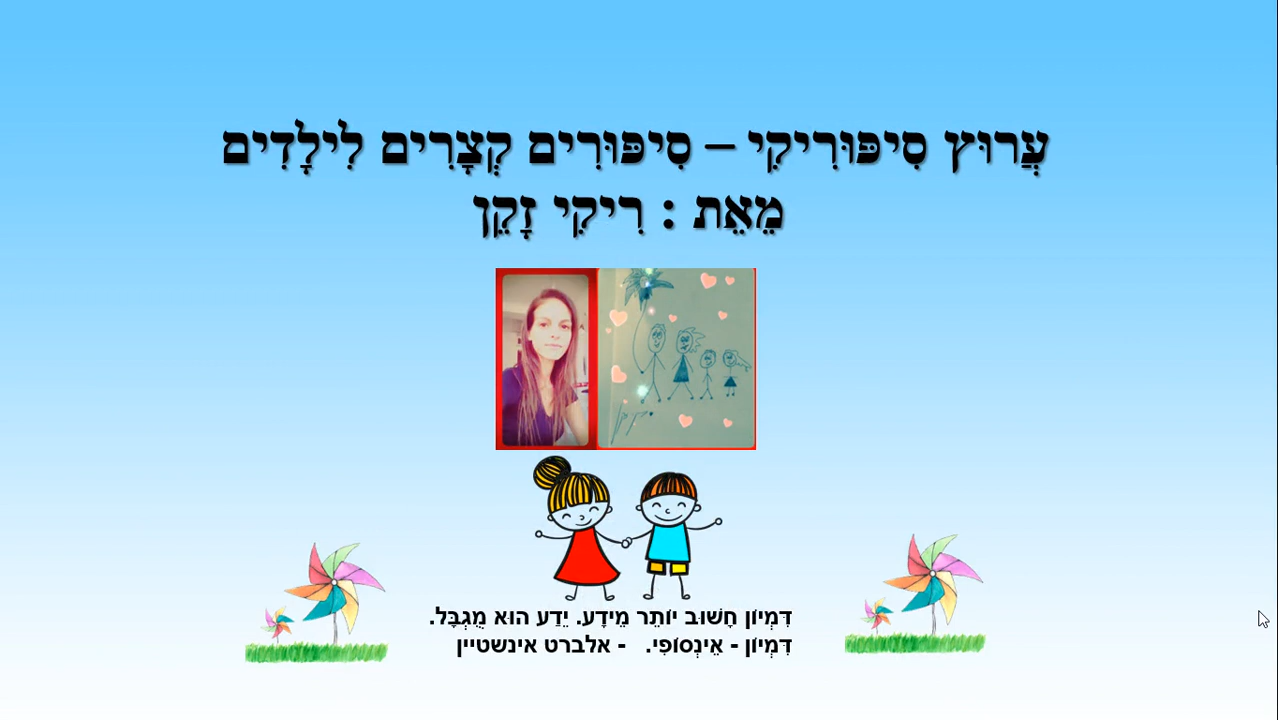 עֲרוּץ סִיפּוּרִיקִי – סִיפּוּרִים קְצָרִים לִילָדִים
מֵאֵת : רִיקִי זָקֵן
דִּמְיוֹן חָשׁוּב יוֹתֵר מֵידָע. יֵדַע הוּא מֻגְבָּל.
דִּמְיוֹן - אֵינְסוֹפִי. - אלברט אינשטיין